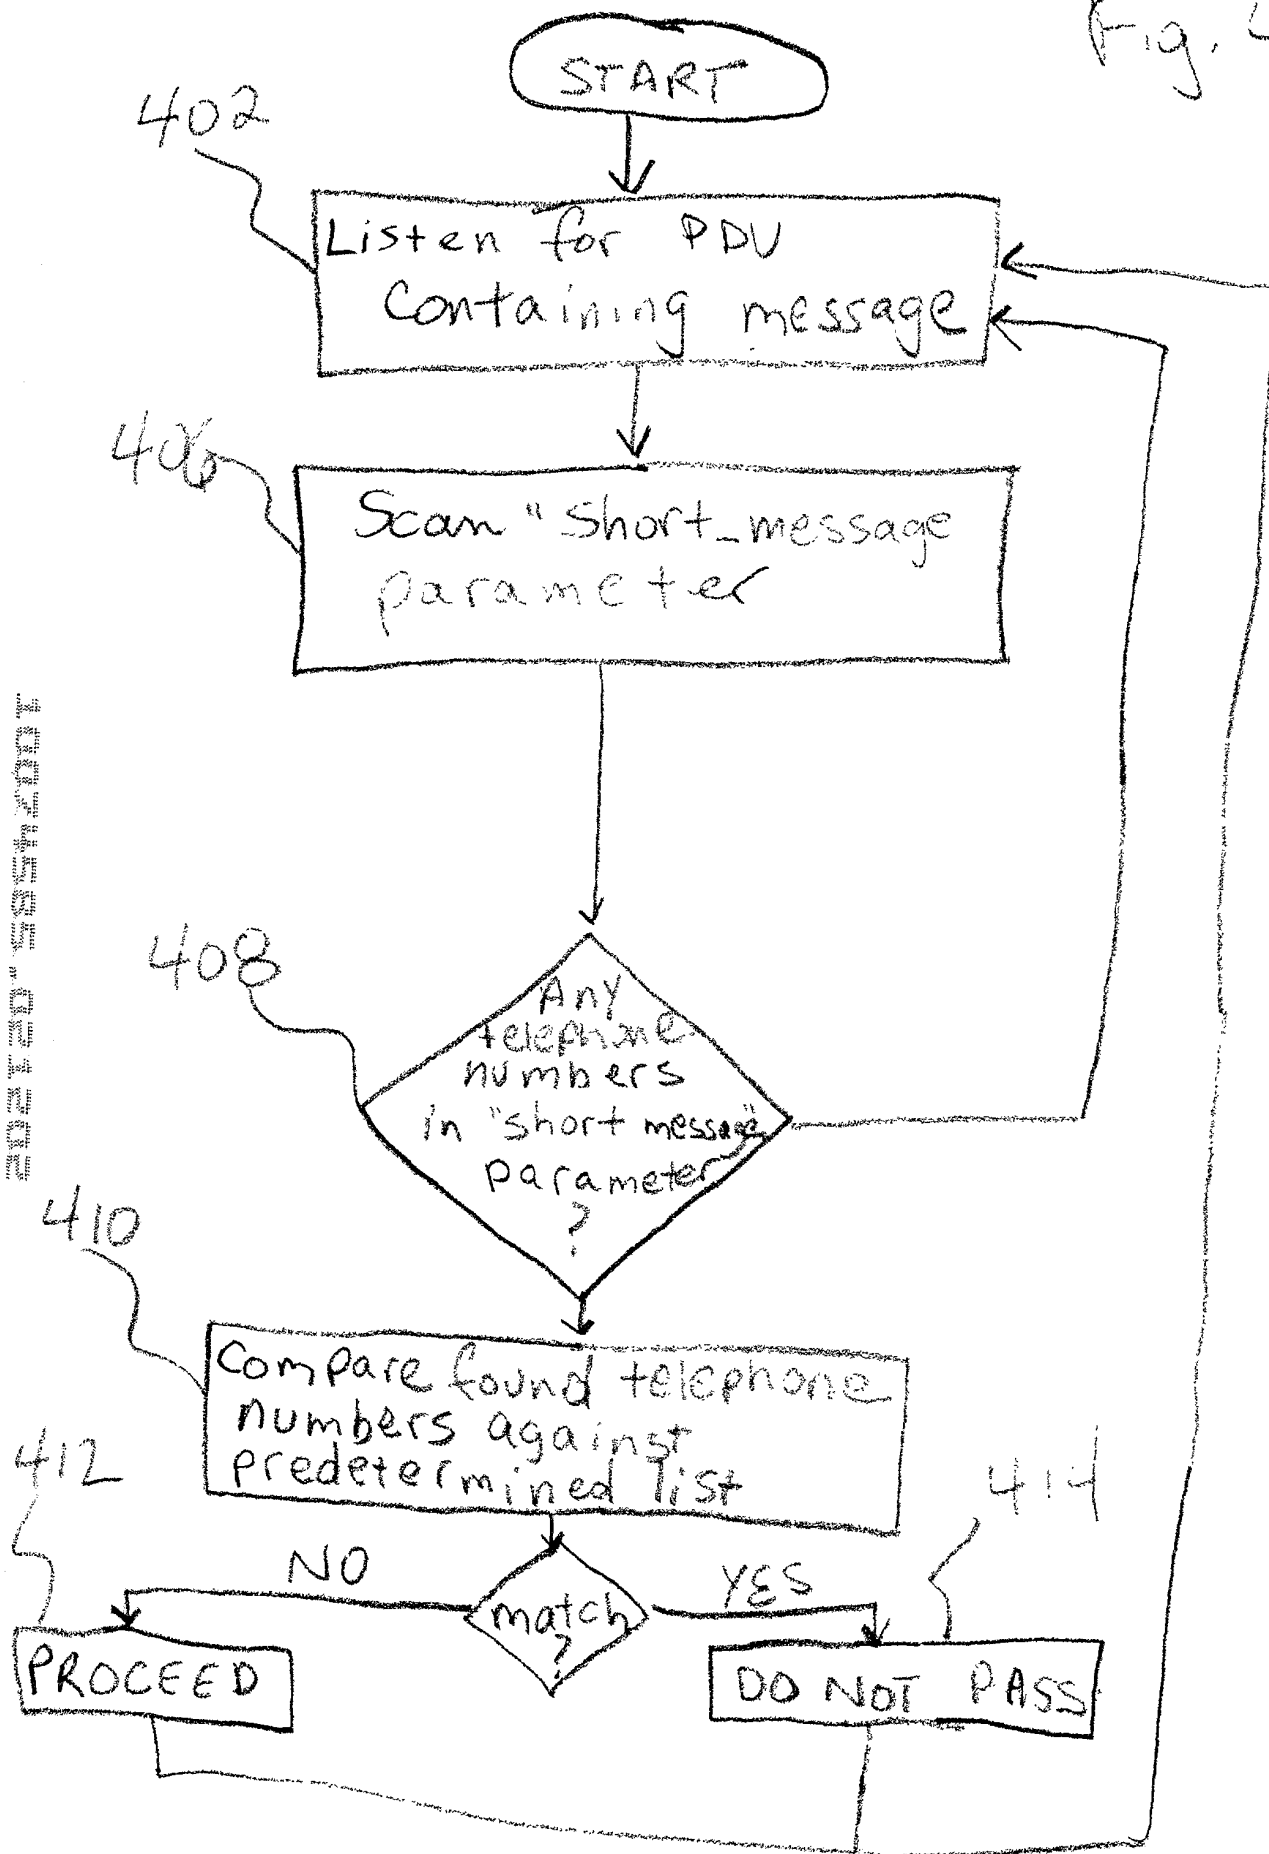 Fig. 4
START
402
Listen for PDU
containing message
406
Scan "short_message
parameter
408
Any
telephone
numbers
in "short message"
parameter
?
410
Compare found telephone
numbers against
predetermined list
412
414
NO
YES
match
?
PROCEED
DO NOT PASS
10074585.021202